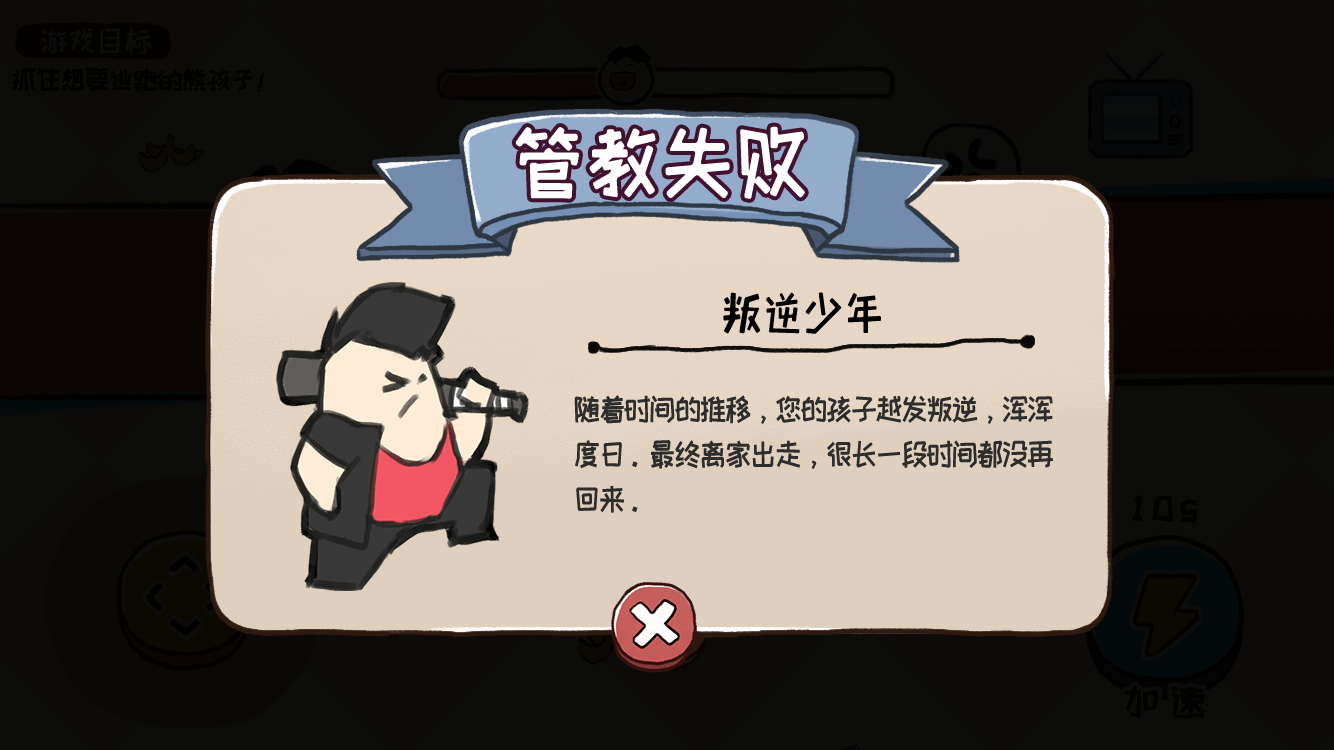 游戏目标
抓住想要逃跑的熊孩子！
管教失败
叛逆少年
随着时间的推移，您的孩子越发叛逆，浑浑
度日．最终离家出走，很长一段时间都没再
回来．
10s
加速